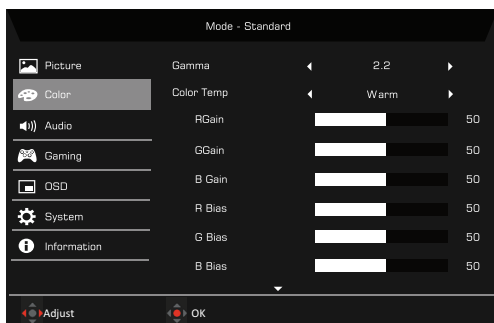 Mode - Standard
Picture
Gamma 2.2
Color
Color Temp Warm
RGain 50
Audio
GGain 50
Gaming
B Gain 50
OSD
R Bias 50
System
G Bias 50
Information
B Bias 50
Adjust OK